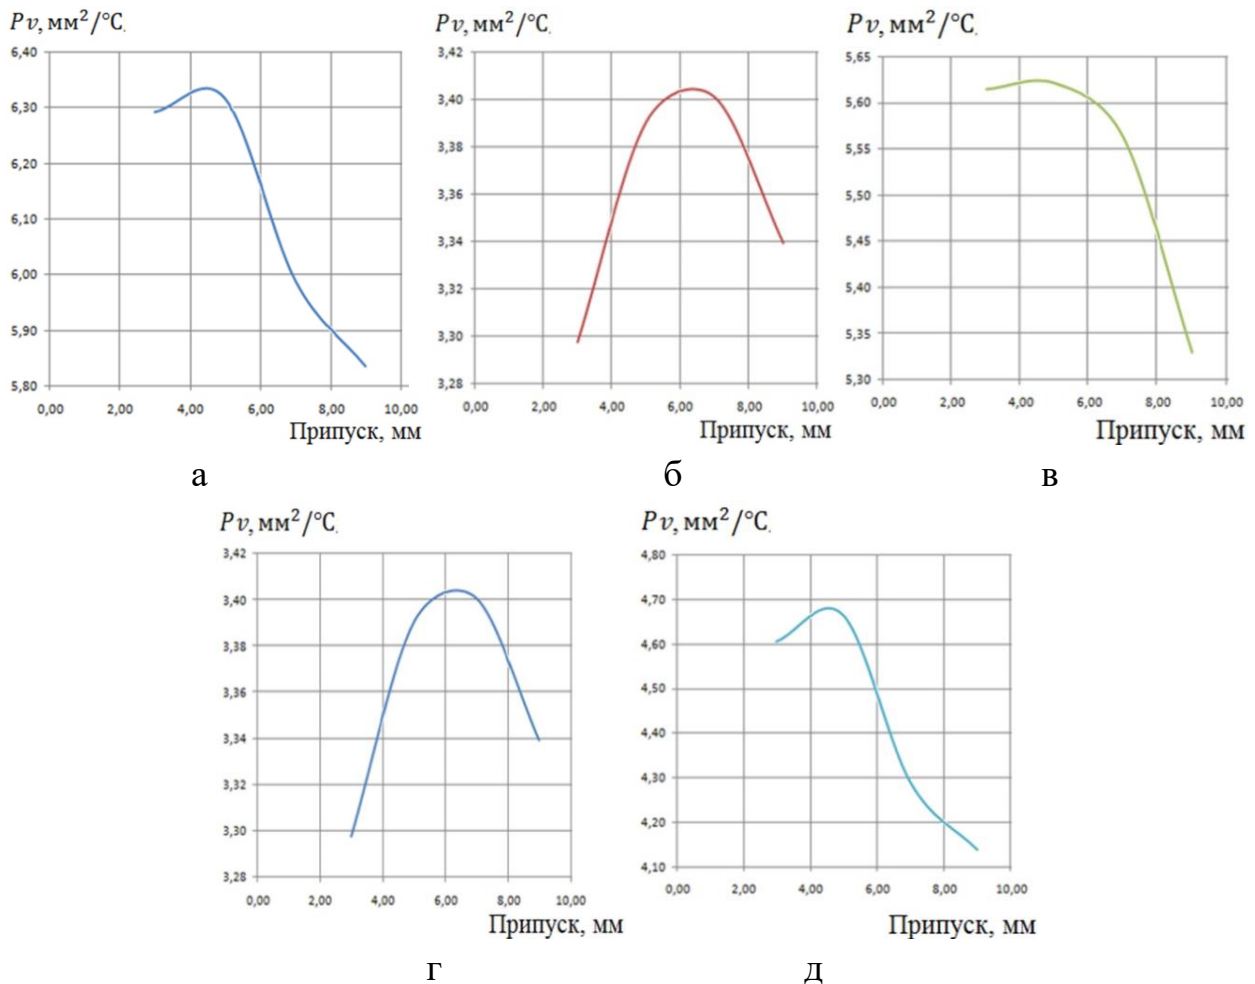 Pv, мм²/°C.
6,40
6,30
6,20
6,10
6,00
5,90
5,80
0,00 2,00 4,00 6,00 8,00 10,00
Припуск, мм
а
Pv, мм²/°C.
3,42
3,40
3,38
3,36
3,34
3,32
3,30
3,28
0,00 2,00 4,00 6,00 8,00 10,00
Припуск, мм
б
Pv, мм²/°C.
5,65
5,60
5,55
5,50
5,45
5,40
5,35
5,30
0,00 2,00 4,00 6,00 8,00 10,00
Припуск, мм
в
Pv, мм²/°C.
3,42
3,40
3,38
3,36
3,34
3,32
3,30
3,28
0,00 2,00 4,00 6,00 8,00 10,00
Припуск, мм
г
Pv, мм²/°C.
4,80
4,70
4,60
4,50
4,40
4,30
4,20
4,10
0,00 2,00 4,00 6,00 8,00 10,00
Припуск, мм
д